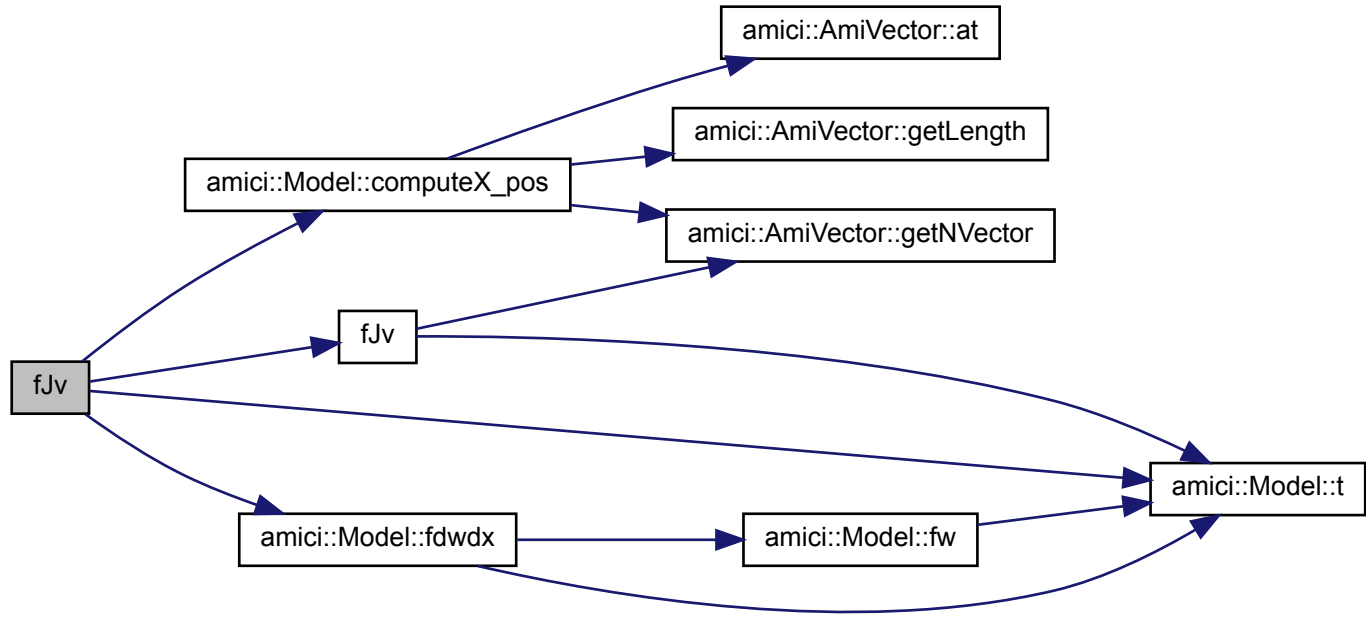 amici::AmiVector::at
amici::AmiVector::getLength
amici::Model::computeX_pos
amici::AmiVector::getNVector
fJv
fJv
amici::Model::t
amici::Model::fdwdx
amici::Model::fw